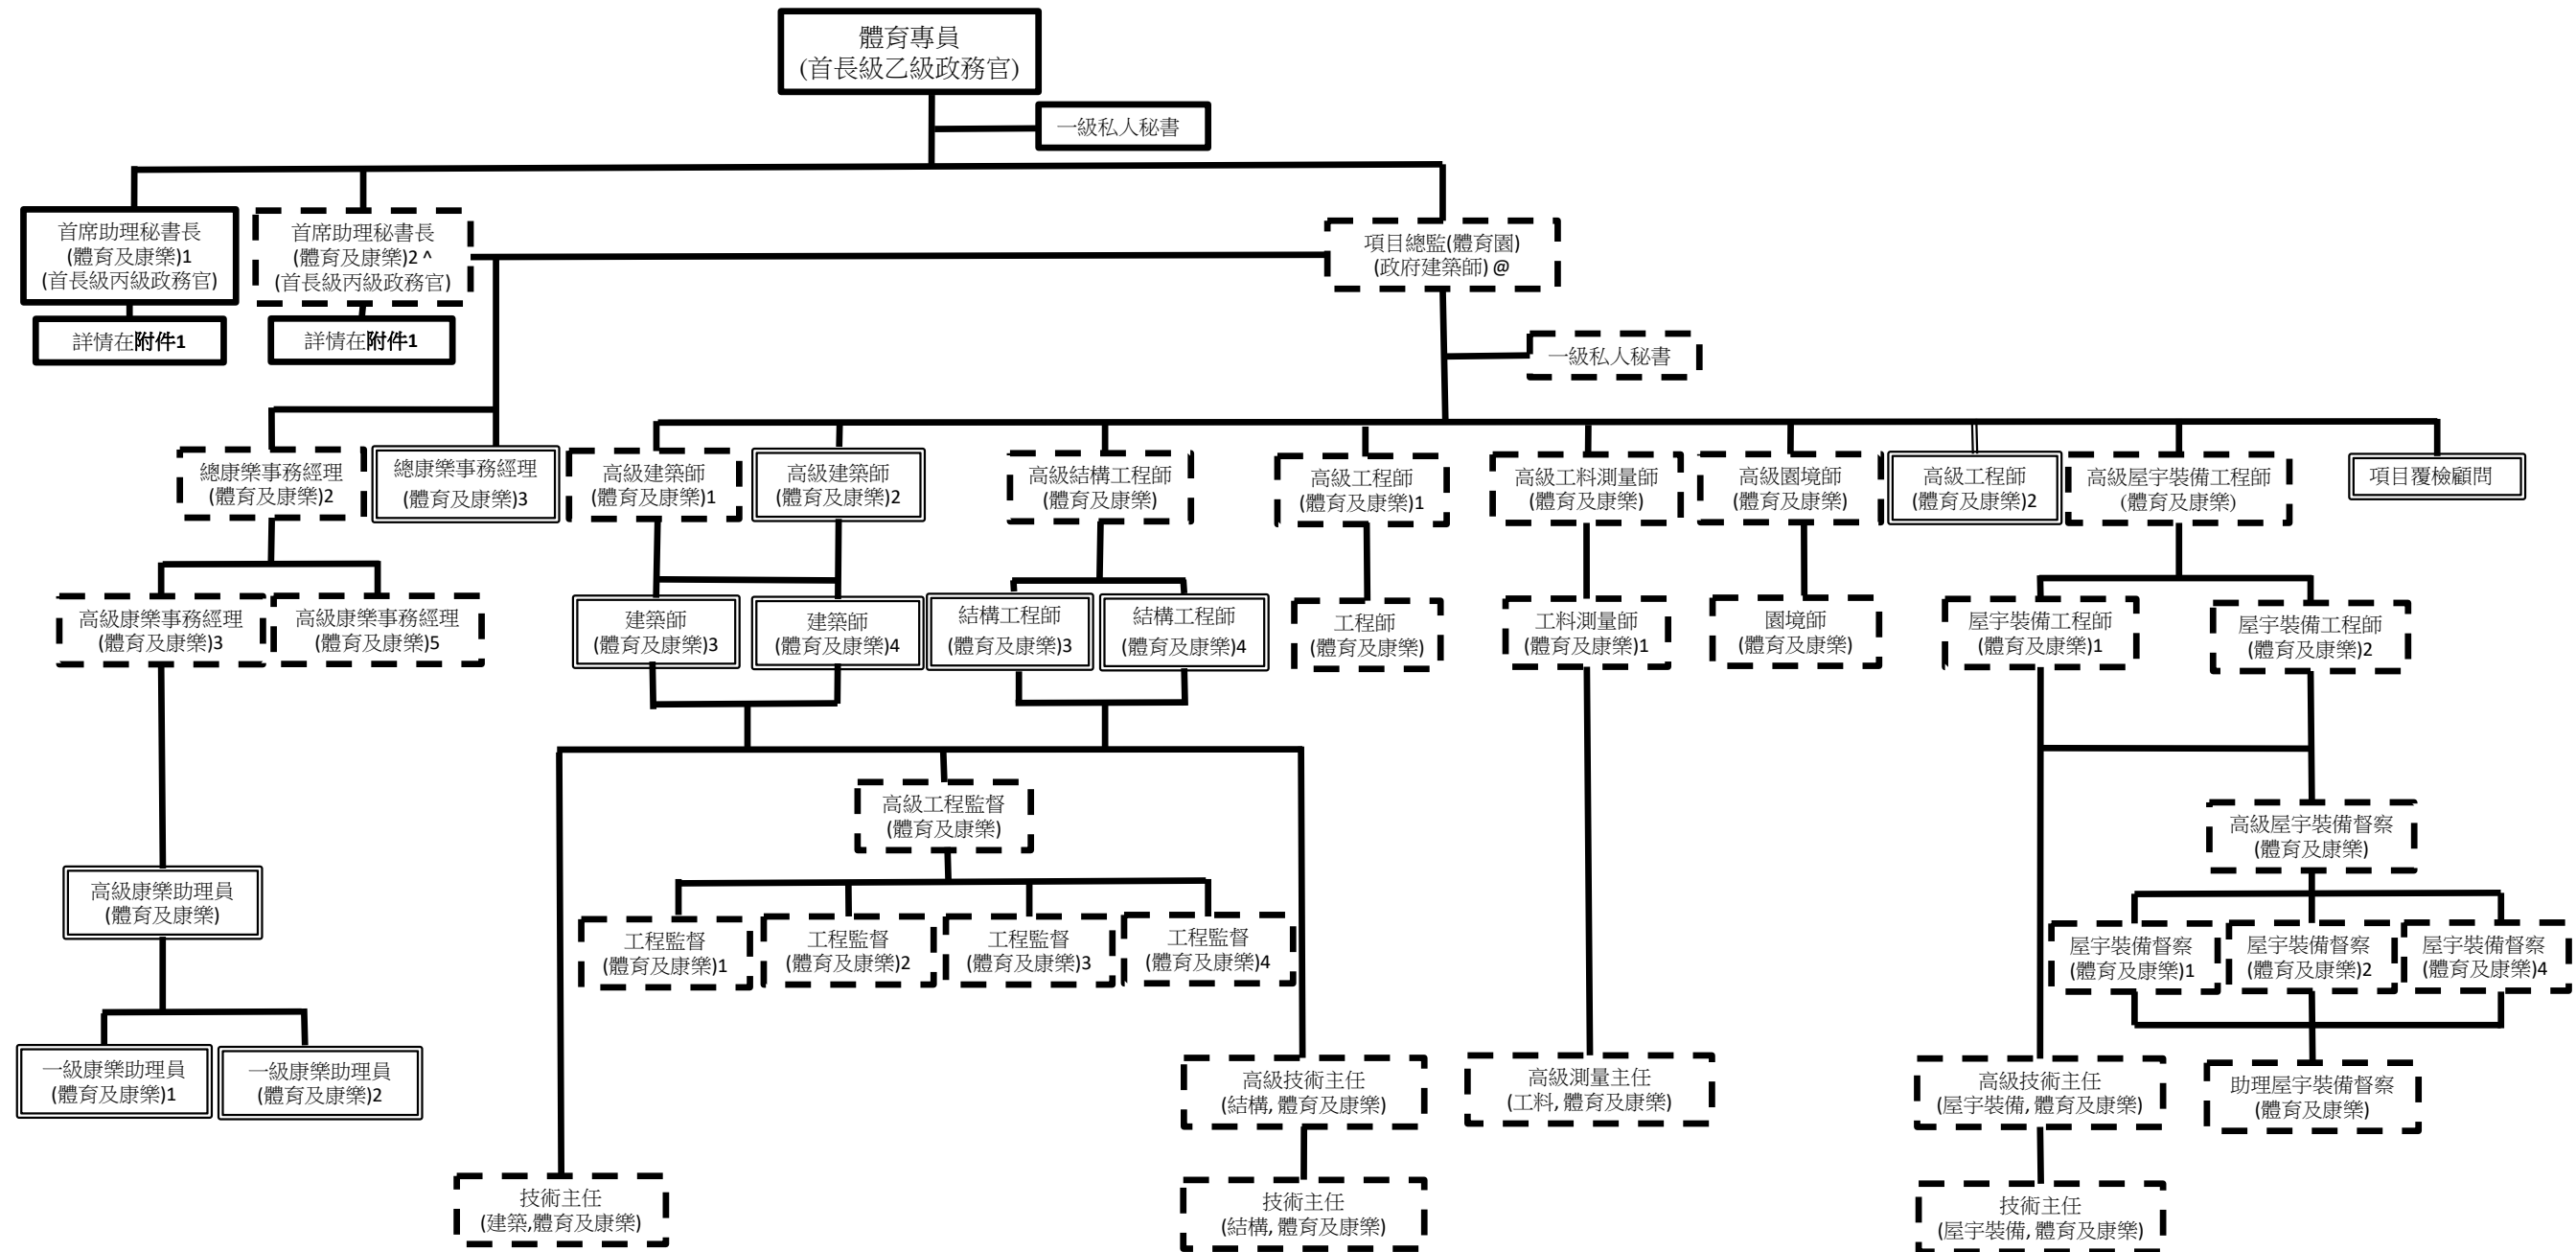 體育專員
(首長級乙級政務官)
一級私人秘書
首席助理秘書長
(體育及康樂)1
(首長級丙級政務官)
首席助理秘書長
(體育及康樂)2 ^
(首長級丙級政務官)
項目總監(體育園)
(政府建築師) @
詳情在附件1
詳情在附件1
一級私人秘書
總康樂事務經理
(體育及康樂)2
總康樂事務經理
(體育及康樂)3
高級建築師
(體育及康樂)1
高級建築師
(體育及康樂)2
高級結構工程師
(體育及康樂)
高級工程師
(體育及康樂)1
高級工料測量師
(體育及康樂)
高級園境師
(體育及康樂)
高級工程師
(體育及康樂)2
高級屋宇裝備工程師
(體育及康樂)
項目覆檢顧問
高級康樂事務經理
(體育及康樂)3
高級康樂事務經理
(體育及康樂)5
建築師
(體育及康樂)3
建築師
(體育及康樂)4
結構工程師
(體育及康樂)3
結構工程師
(體育及康樂)4
工程師
(體育及康樂)
工料測量師
(體育及康樂)1
園境師
(體育及康樂)
屋宇裝備工程師
(體育及康樂)1
屋宇裝備工程師
(體育及康樂)2
高級工程監督
(體育及康樂)
高級屋宇裝備督察
(體育及康樂)
高級康樂助理員
(體育及康樂)
工程監督
(體育及康樂)1
工程監督
(體育及康樂)2
工程監督
(體育及康樂)3
工程監督
(體育及康樂)4
屋宇裝備督察
(體育及康樂)1
屋宇裝備督察
(體育及康樂)2
屋宇裝備督察
(體育及康樂)4
一級康樂助理員
(體育及康樂)1
一級康樂助理員
(體育及康樂)2
高級技術主任
(結構, 體育及康樂)
高級測量主任
(工料, 體育及康樂)
高級技術主任
(屋宇裝備, 體育及康樂)
助理屋宇裝備督察
(體育及康樂)
技術主任
(建築,體育及康樂)
技術主任
(結構, 體育及康樂)
技術主任
(屋宇裝備, 體育及康樂)